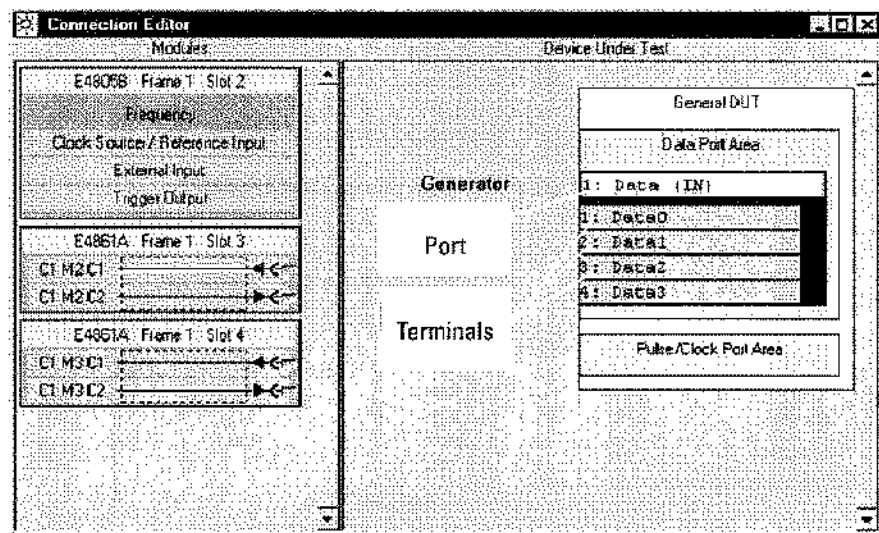 Connection Editor
Modules
Device Under Test
E4805B Frame 1 Slot 2
Frequency
Clock Source / Reference Input
External Input
Trigger Output
E4861A Frame 1 Slot 3
C1 M2 C1
C1 M2 C2
E4861A Frame 1 Slot 4
C1 M3 C1
C1 M3 C2
Generator
Port
Terminals
General DUT
Data Port Area
1: Data (IN)
1: Data0
2: Data1
3: Data2
4: Data3
Pulse/Clock Port Area